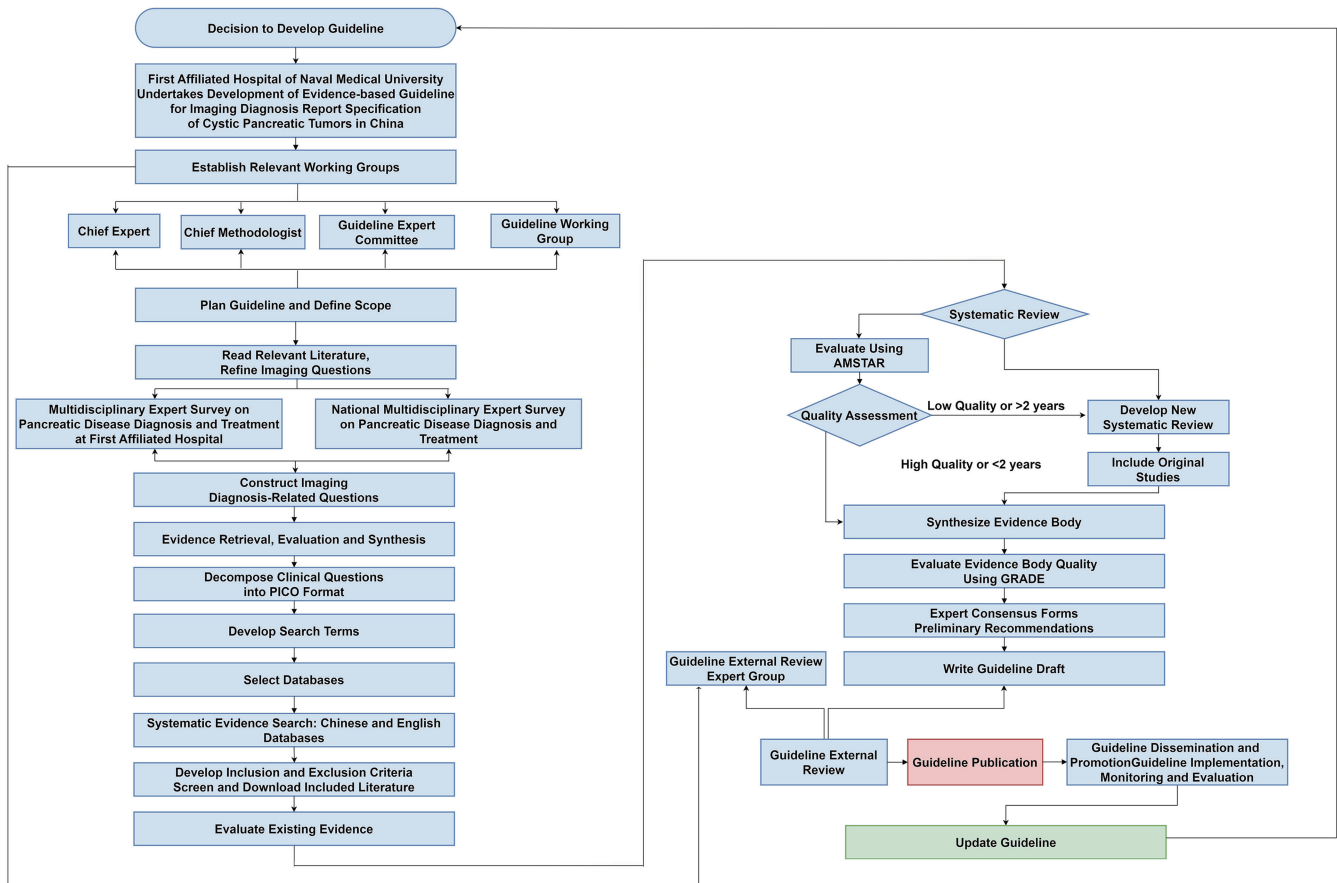 Decision to Develop Guideline
First Affiliated Hospital of Naval Medical University
Undertakes Development of Evidence-based Guideline
for Imaging Diagnosis Report Specification
of Cystic Pancreatic Tumors in China
Establish Relevant Working Groups
Chief Expert
Chief Methodologist
Guideline Expert
Committee
Guideline Working
Group
Plan Guideline and Define Scope
Read Relevant Literature,
Refine Imaging Questions
Multidisciplinary Expert Survey on
Pancreatic Disease Diagnosis and Treatment
at First Affiliated Hospital
National Multidisciplinary Expert Survey
on Pancreatic Disease Diagnosis and
Treatment
Construct Imaging
Diagnosis-Related Questions
Evidence Retrieval, Evaluation and Synthesis
Decompose Clinical Questions
into PICO Format
Develop Search Terms
Select Databases
Systematic Evidence Search: Chinese and English
Databases
Develop Inclusion and Exclusion Criteria
Screen and Download Included Literature
Evaluate Existing Evidence
Systematic Review
Evaluate Using
AMSTAR
Quality Assessment
Low Quality or >2 years
Develop New
Systematic Review
High Quality or <2 years
Include Original
Studies
Synthesize Evidence Body
Evaluate Evidence Body Quality
Using GRADE
Expert Consensus Forms
Preliminary Recommendations
Guideline External Review
Expert Group
Write Guideline Draft
Guideline External
Review
Guideline Publication
Guideline Dissemination and
PromotionGuideline Implementation,
Monitoring and Evaluation
Update Guideline